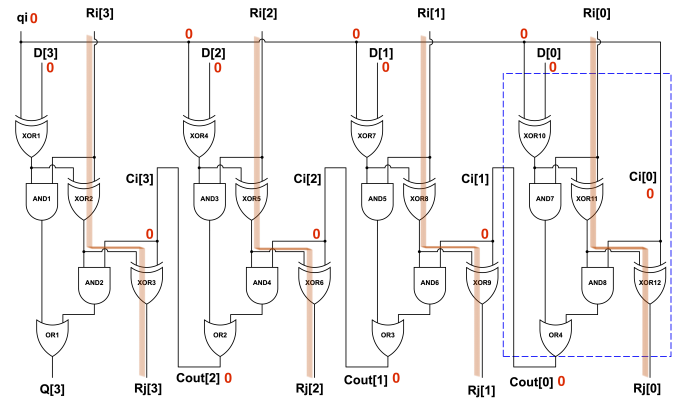 qi 0
Ri[3]
Ri[2]
Ri[1]
Ri[0]
0
0
0
D[3]
0
D[2]
0
D[1]
0
D[0]
0
XOR1
XOR4
XOR7
XOR10
AND1
XOR2
Ci[3]
AND3
XOR5
Ci[2]
AND5
XOR8
Ci[1]
AND7
XOR11
Ci[0]
0
0
0
0
AND2
XOR3
AND4
XOR6
AND6
XOR9
AND8
XOR12
OR1
OR2
OR3
OR4
Q[3]
Rj[3]
Cout[2] 0
Rj[2]
Cout[1] 0
Rj[1]
Cout[0] 0
Rj[0]